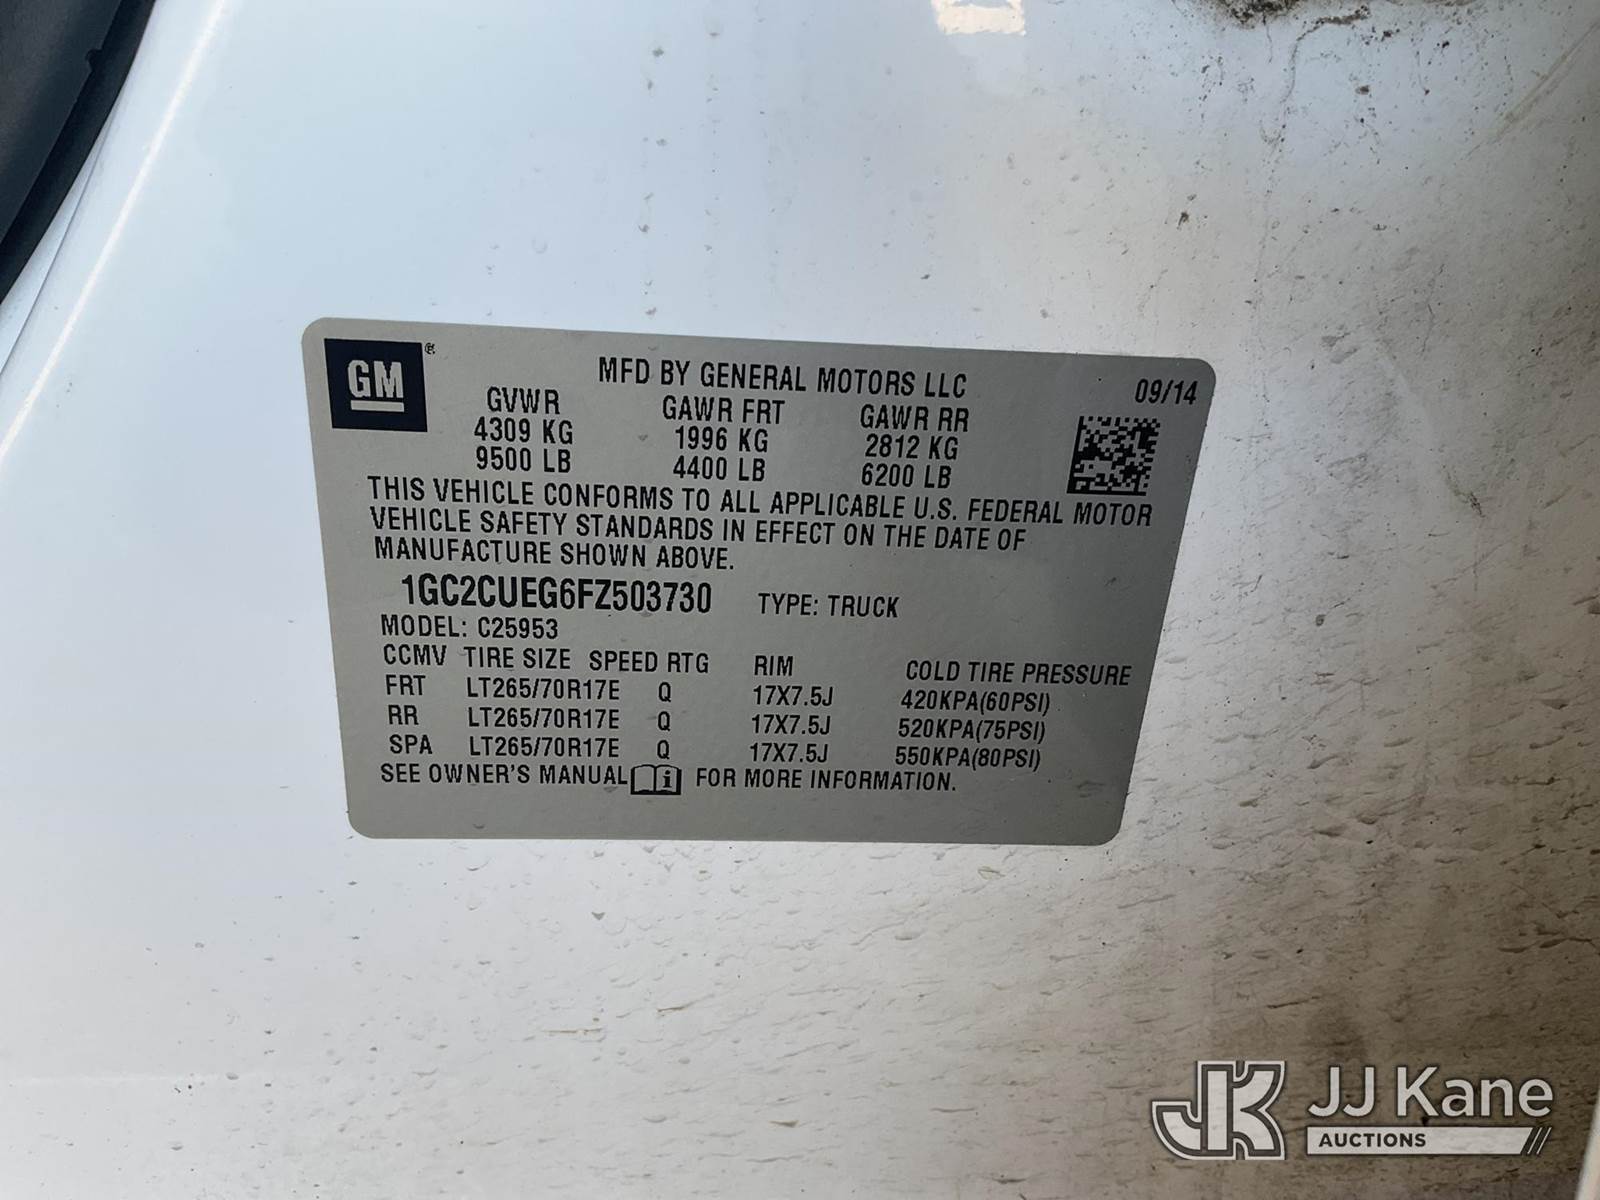 GM ®
MFD BY GENERAL MOTORS LLC 09/14
GVWR GAWR FRT GAWR RR
4309 KG 1996 KG 2812 KG
9500 LB 4400 LB 6200 LB
THIS VEHICLE CONFORMS TO ALL APPLICABLE U.S. FEDERAL MOTOR
VEHICLE SAFETY STANDARDS IN EFFECT ON THE DATE OF
MANUFACTURE SHOWN ABOVE.
1GC2CUEG6FZ503730 TYPE: TRUCK
MODEL: C25953
CCMV TIRE SIZE SPEED RTG RIM COLD TIRE PRESSURE
FRT LT265/70R17E Q 17X7.5J 420KPA(60PSI)
RR LT265/70R17E Q 17X7.5J 520KPA(75PSI)
SPA LT265/70R17E Q 17X7.5J 550KPA(80PSI)
SEE OWNER'S MANUAL i FOR MORE INFORMATION.
JK JJ Kane
AUCTIONS